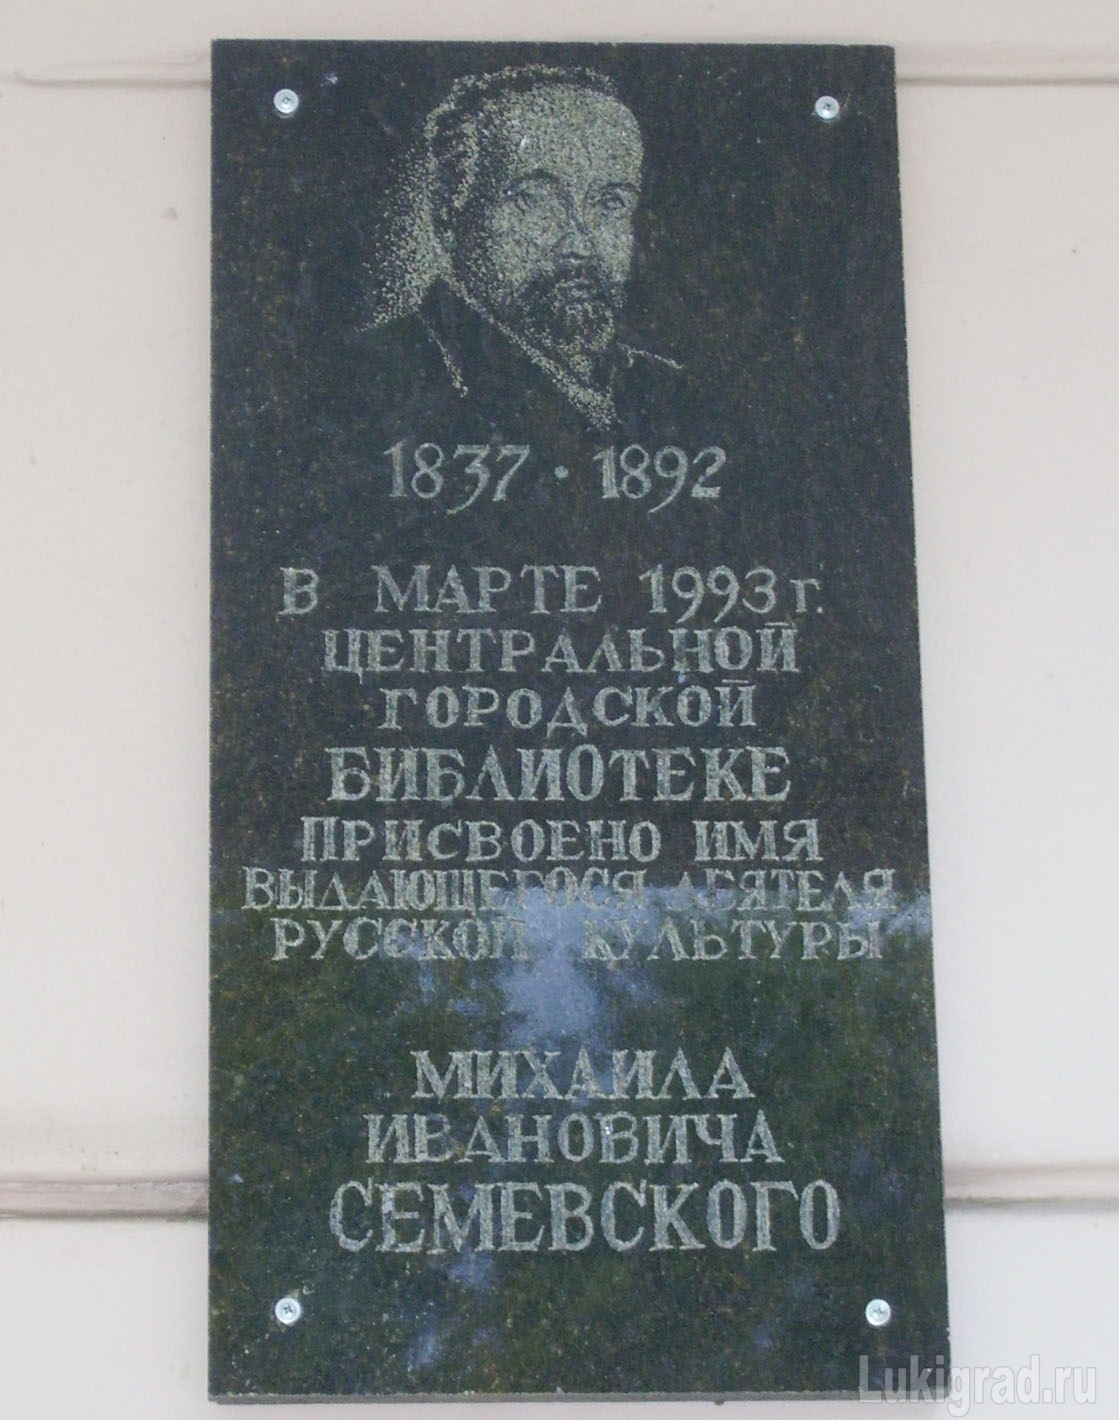 1837 · 1892
В МАРТЕ 1993 г.
ЦЕНТРАЛЬНОЙ
ГОРОДСКОЙ
БИБЛИОТЕКЕ
ПРИСВОЕНО ИМЯ
ВЫДАЮЩЕГОСЯ ДЕЯТЕЛЯ
РУССКОЙ КУЛЬТУРЫ
МИХАИЛА
ИВАНОВИЧА
СЕМЕВСКОГО
Lukigrad.ru